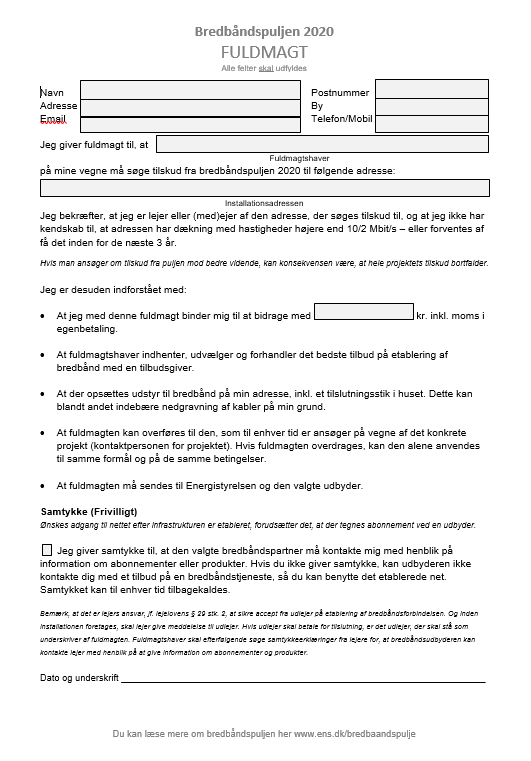 Bredbåndspuljen 2020
FULDMAGT
Alle felter skal udfyldes
Navn Postnummer
Adresse By
Email Telefon/Mobil
Jeg giver fuldmagt til, at
Fuldmagtshaver
på mine vegne må søge tilskud fra bredbåndspuljen 2020 til følgende adresse:
Installationsadressen
Jeg bekræfter, at jeg er lejer eller (med)ejer af den adresse, der søges tilskud til, og at jeg ikke har
kendskab til, at adressen har dækning med hastigheder højere end 10/2 Mbit/s – eller forventes af
få det inden for de næste 3 år.
Hvis man ansøger om tilskud fra puljen mod bedre vidende, kan konsekvensen være, at hele projektets tilskud bortfalder.
Jeg er desuden indforstået med:
• At jeg med denne fuldmagt binder mig til at bidrage med kr. inkl. moms i
egenbetaling.
• At fuldmagtshaver indhenter, udvælger og forhandler det bedste tilbud på etablering af
bredbånd med en tilbudsgiver.
• At der opsættes udstyr til bredbånd på min adresse, inkl. et tilslutningsstik i huset. Dette kan
blandt andet indebære nedgravning af kabler på min grund.
• At fuldmagten kan overføres til den, som til enhver tid er ansøger på vegne af det konkrete
projekt (kontaktpersonen for projektet). Hvis fuldmagten overdrages, kan den alene anvendes
til samme formål og på de samme betingelser.
• At fuldmagten må sendes til Energistyrelsen og den valgte udbyder.
Samtykke (Frivilligt)
Ønskes adgang til nettet efter infrastrukturen er etableret, forudsætter det, at der tegnes abonnement ved en udbyder.
Jeg giver samtykke til, at den valgte bredbåndspartner må kontakte mig med henblik på
information om abonnementer eller produkter. Hvis du ikke giver samtykke, kan udbyderen ikke
kontakte dig med et tilbud på en bredbåndstjeneste, så du kan benytte det etablerede net.
Samtykket kan til enhver tid tilbagekaldes.
Bemærk, at det er lejers ansvar, jf. lejelovens § 29 stk. 2, at sikre accept fra udlejer på etablering af bredbåndsforbindelsen. Og inden
installationen foretages, skal lejer give meddelelse til udlejer. Hvis udlejer skal betale for tilslutning, er det udlejer, der skal stå som
underskriver af fuldmagten. Fuldmagtshaver skal efterfølgende søge samtykkeerklæringer fra lejere for, at bredbåndsudbyderen kan
kontakte lejer med henblik på at give information om abonnementer og produkter.
Dato og underskrift
Du kan læse mere om bredbåndspuljen her www.ens.dk/bredbaandspulje